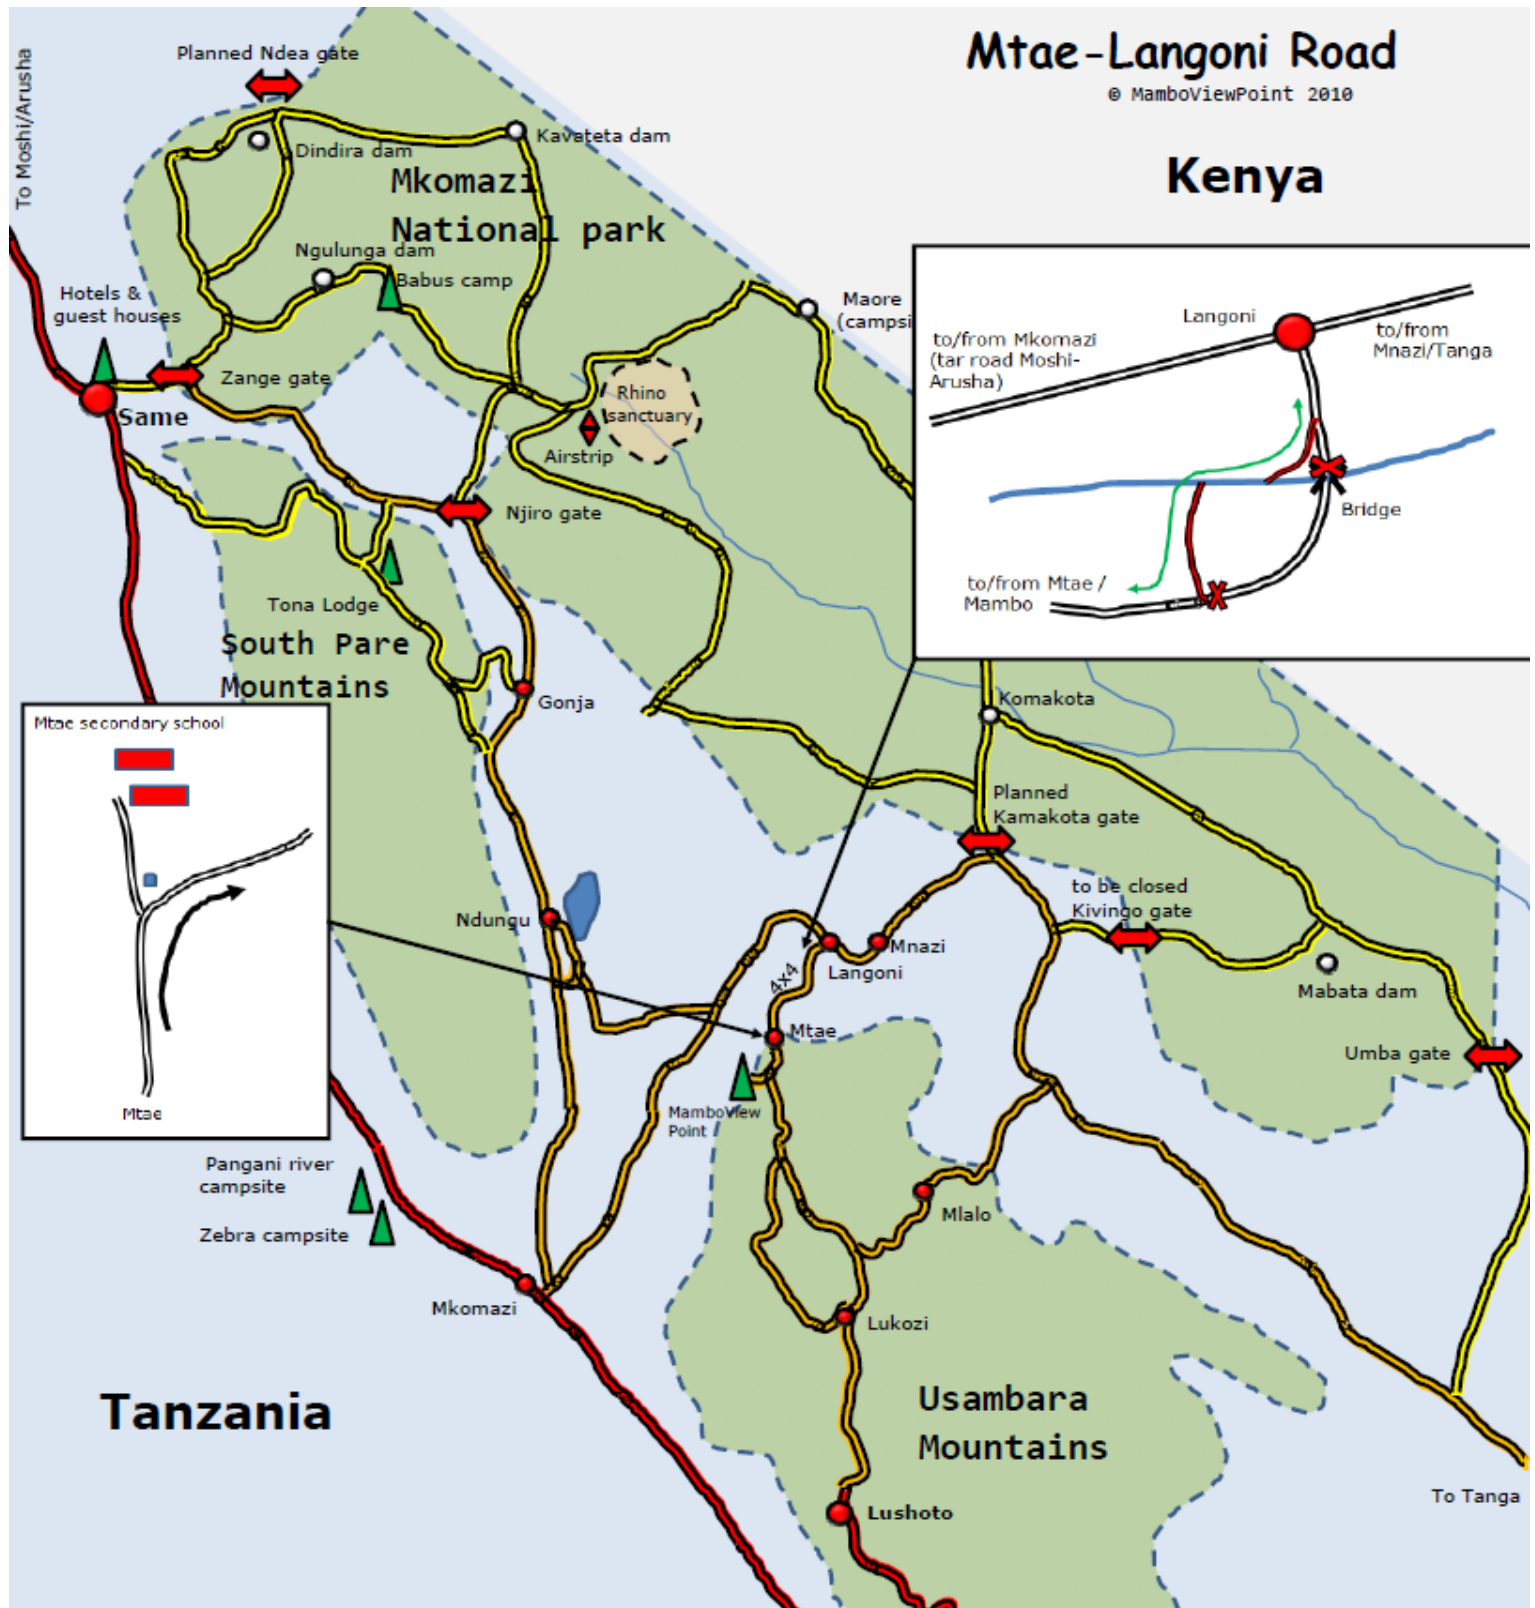 Mtae-Langoni Road
© MamboViewPoint 2010
Kenya
To Moshi/Arusha
Planned Ndea gate
Kavateta dam
Dindira dam
Mkomazi
National park
Ngulunga dam
Babus camp
Hotels &
guest houses
Maore
(campsi
Zange gate
Same
Rhino
sanctuary
Airstrip
Njiro gate
Langoni
to/from Mkomazi
(tar road Moshi-
Arusha)
to/from
Mnazi/Tanga
Bridge
to/from Mtae /
Mambo
Tona Lodge
South Pare
Mountains
Gonja
Komakota
Mtae secondary school
Mtae
Planned
Kamakota gate
to be closed
Kivingo gate
Ndungu
Mnazi
Langoni
4x4
Mabata dam
Mtae
Umba gate
MamboView
Point
Pangani river
campsite
Zebra campsite
Mlalo
Mkomazi
Lukozi
Tanzania
Usambara
Mountains
To Tanga
Lushoto